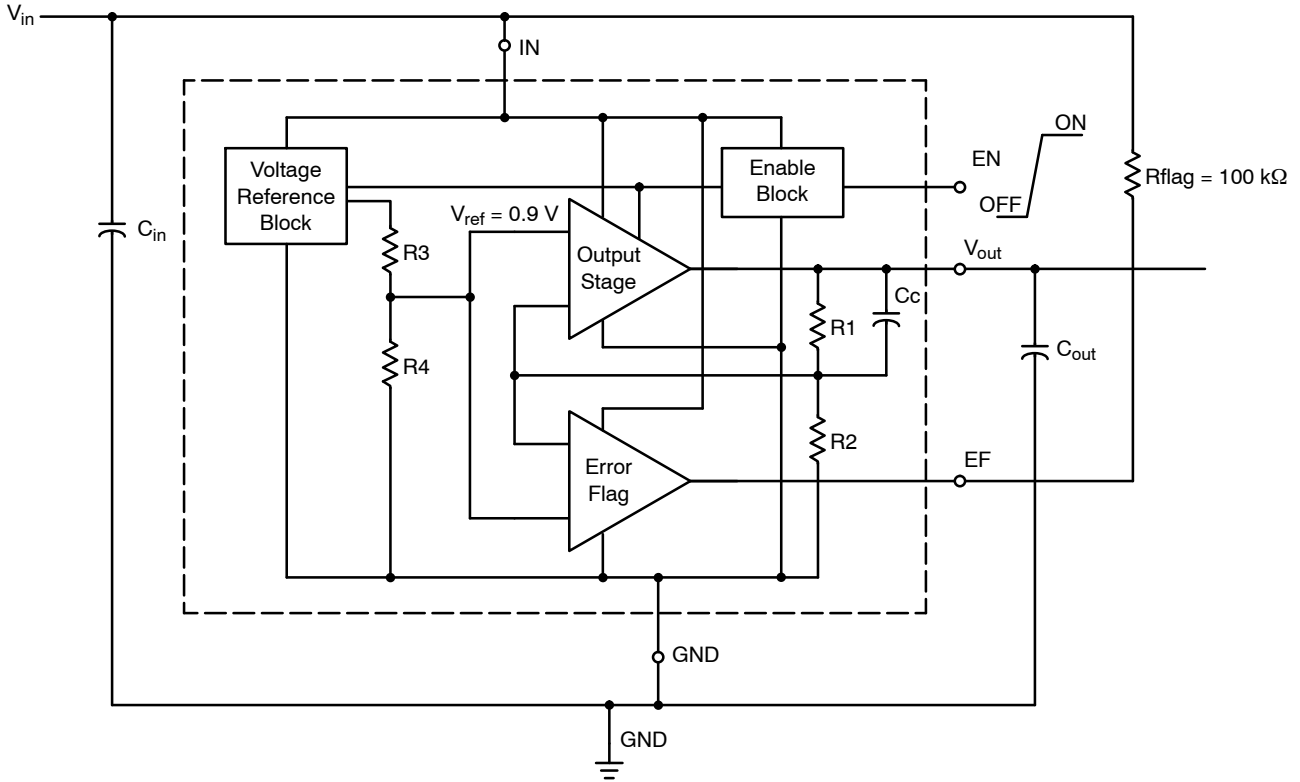 Vin
IN
ON
EN
OFF
Voltage
Reference
Block
Enable
Block
Rflag = 100 kΩ
Vref = 0.9 V
Cin
R3
Output
Stage
Vout
Cc
R1
Cout
R4
R2
Error
Flag
EF
GND
GND